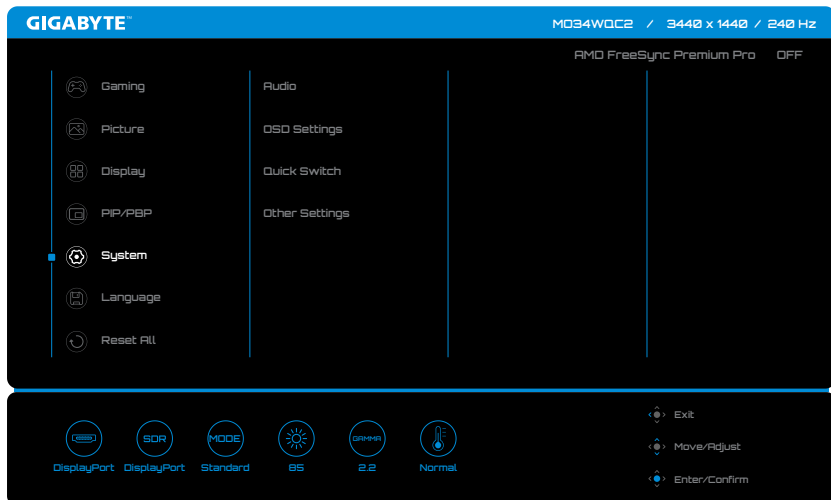 GIGABYTE™
MO34WQC2 / 3440 x 1440 / 240 Hz
AMD FreeSync Premium Pro OFF
Gaming
Picture
Display
PIP/PBP
System
Language
Reset All
Audio
OSD Settings
Quick Switch
Other Settings
SDR
MODE
GAMMA
DisplayPort
DisplayPort
Standard
85
2.2
Normal
Exit
Move/Adjust
Enter/Confirm